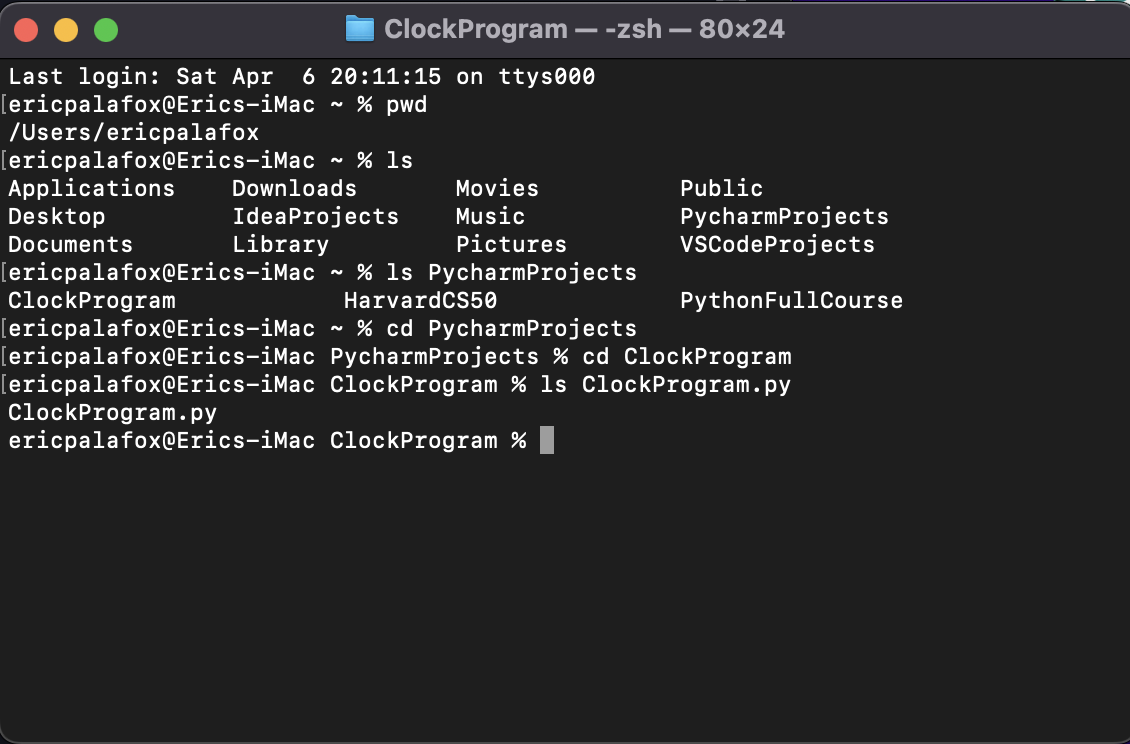 ClockProgram — -zsh — 80×24
Last login: Sat Apr  6 20:11:15 on ttys000
[ericpalafox@Erics-iMac ~ % pwd
/Users/ericpalafox
[ericpalafox@Erics-iMac ~ % ls
Applications    Downloads       Movies          Public
Desktop         IdeaProjects    Music           PycharmProjects
Documents       Library         Pictures        VSCodeProjects
[ericpalafox@Erics-iMac ~ % ls PycharmProjects
ClockProgram            HarvardCS50             PythonFullCourse
[ericpalafox@Erics-iMac ~ % cd PycharmProjects
[ericpalafox@Erics-iMac PycharmProjects % cd ClockProgram
[ericpalafox@Erics-iMac ClockProgram % ls ClockProgram.py
ClockProgram.py
ericpalafox@Erics-iMac ClockProgram %